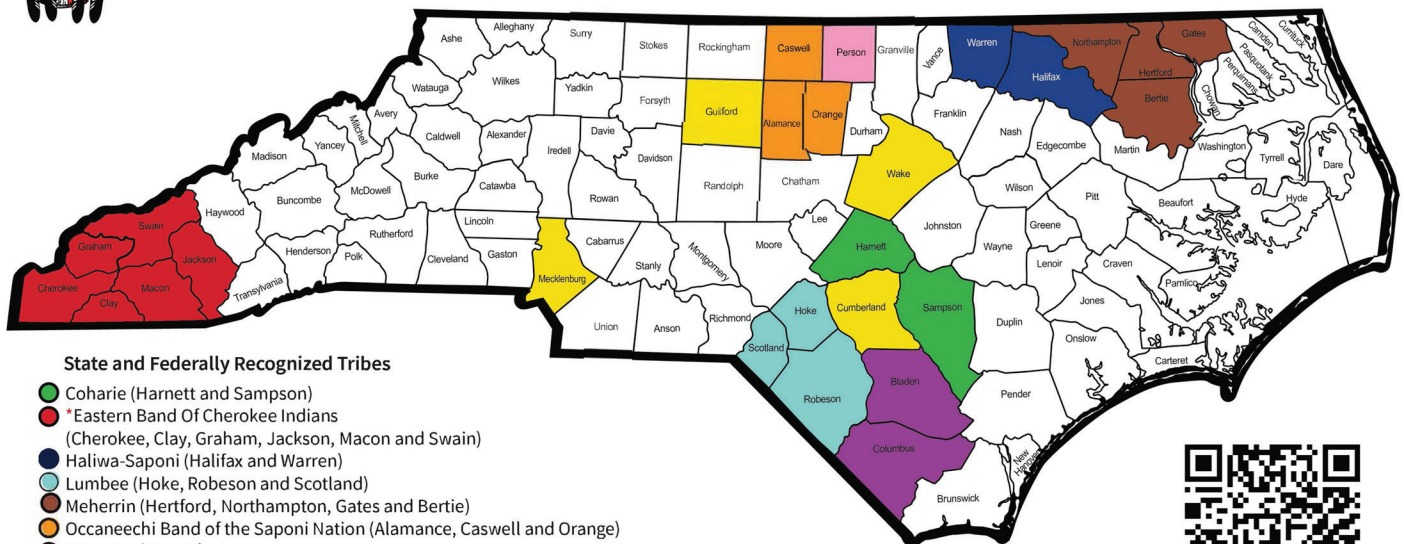 Ashe
Alleghany
Surry
Stokes
Rockingham
Caswell
Person
Granville
Vance
Warren
Northampton
Gates
Camden
Currituck
Pasquotank
Perquimans
Chowan
Hertford
Halifax
Bertie
Watauga
Wilkes
Yadkin
Forsyth
Guilford
Alamance
Orange
Durham
Franklin
Nash
Edgecombe
Martin
Washington
Tyrrell
Dare
Avery
Mitchell
Yancey
Madison
Caldwell
Alexander
Iredell
Davie
Davidson
Randolph
Chatham
Wake
Wilson
Pitt
Beaufort
Hyde
Buncombe
McDowell
Burke
Catawba
Rowan
Haywood
Swain
Graham
Jackson
Cherokee
Macon
Clay
Transylvania
Henderson
Polk
Rutherford
Cleveland
Lincoln
Gaston
Mecklenburg
Cabarrus
Stanly
Montgomery
Moore
Lee
Harnett
Johnston
Wayne
Greene
Lenoir
Craven
Pamlico
Jones
Carteret
Onslow
Duplin
Sampson
Cumberland
Hoke
Scotland
Richmond
Anson
Union
Robeson
Bladen
Pender
Columbus
New Hanover
Brunswick
State and Federally Recognized Tribes
Coharie (Harnett and Sampson)
*Eastern Band Of Cherokee Indians
(Cherokee, Clay, Graham, Jackson, Macon and Swain)
Haliwa-Saponi (Halifax and Warren)
Lumbee (Hoke, Robeson and Scotland)
Meherrin (Hertford, Northampton, Gates and Bertie)
Occaneechi Band of the Saponi Nation (Alamance, Caswell and Orange)